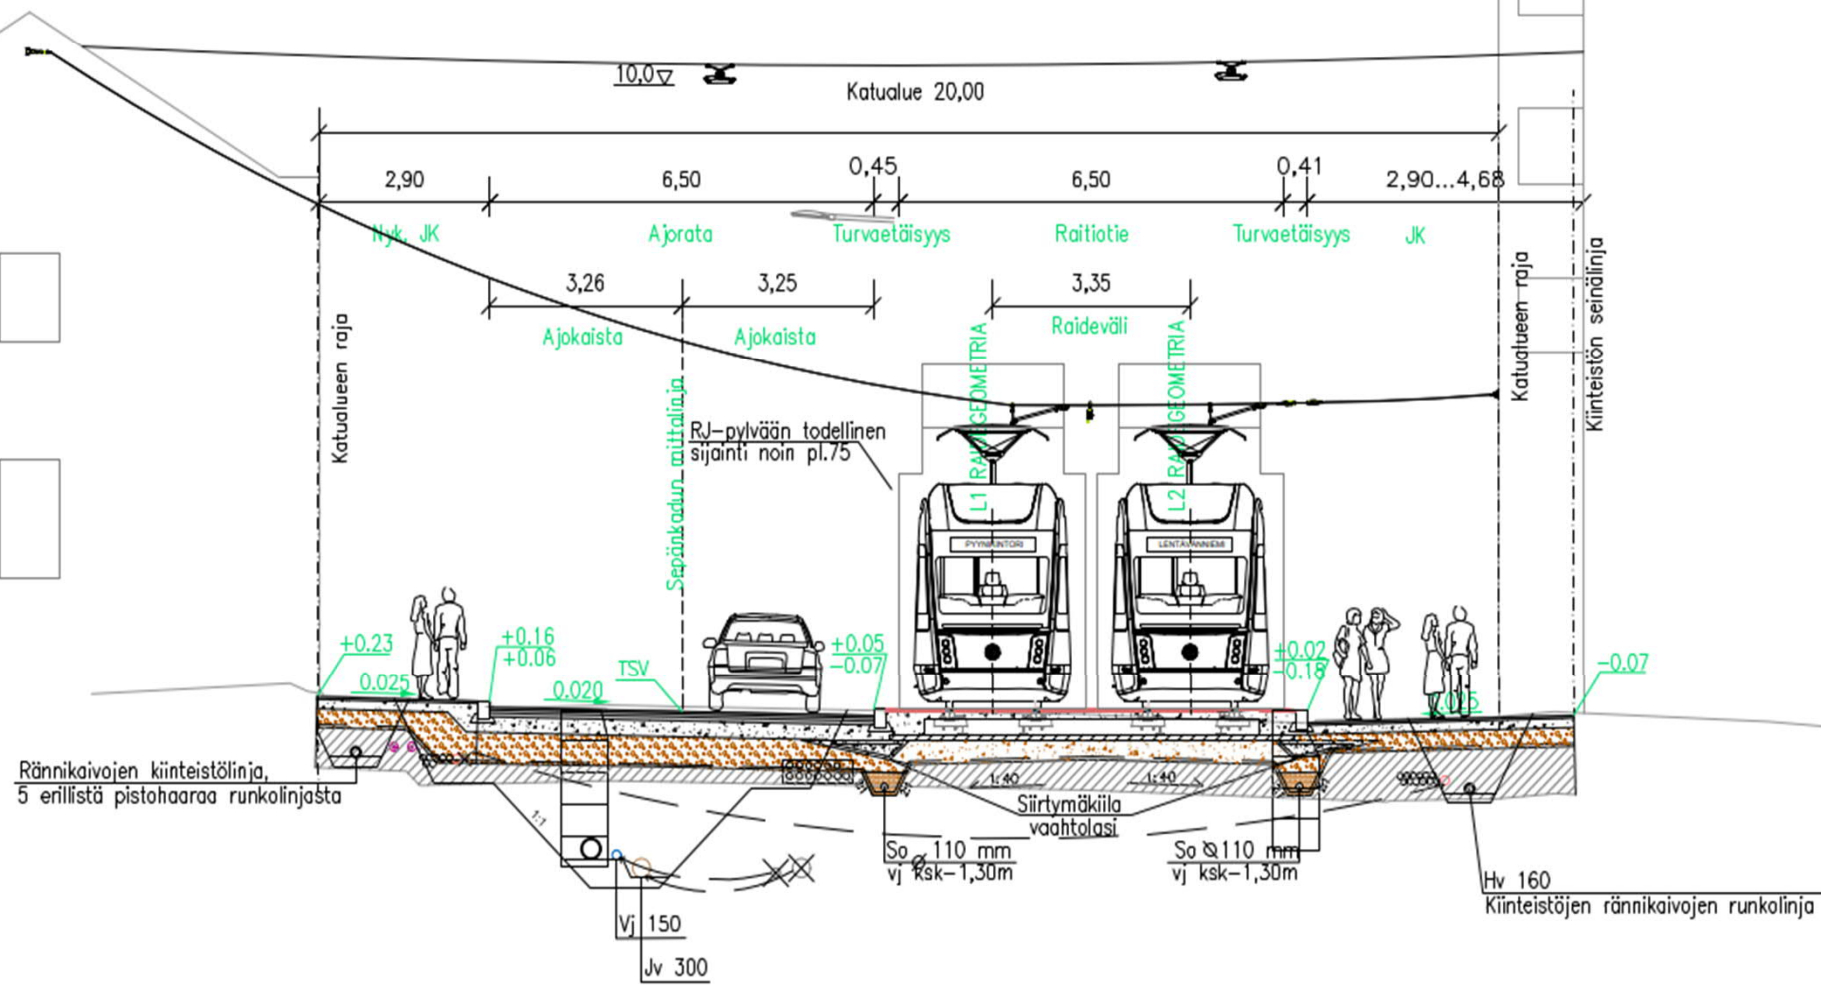 10,0
Katualue 20,00
2,90
6,50
0,45
6,50
0,41
2,90...4,68
Nyk. JK
Ajorata
Turvaetäisyys
Raitiotie
Turvaetäisyys
JK
3,26
3,25
3,35
Ajokaista
Ajokaista
Raideväli
Katualueen raja
Katualueen raja
Kiinteistön seinälinja
Sepänkadun mittalinja
L1 RAIDEGEOMETRIA
L2 RAIDEGEOMETRIA
RJ-pylvään todellinen
sijainti noin pl.75
PYYNIKINTORI
LENTÄVÄNNIEMI
+0.23
0.025
+0.16
+0.06
0.020
TSV
+0.05
-0.07
+0.02
-0.18
0.025
-0.07
Rännikaivojen kiinteistölinja,
5 erillistä pistohaaraa runkolinjasta
1:1
1:40
1:40
Siirtymäkiila
vaahtolasi
So Ø 110 mm
vj ksk-1,30m
So Ø 110 mm
vj ksk-1,30m
Vj 150
Jv 300
Hv 160
Kiinteistöjen rännikaivojen runkolinja